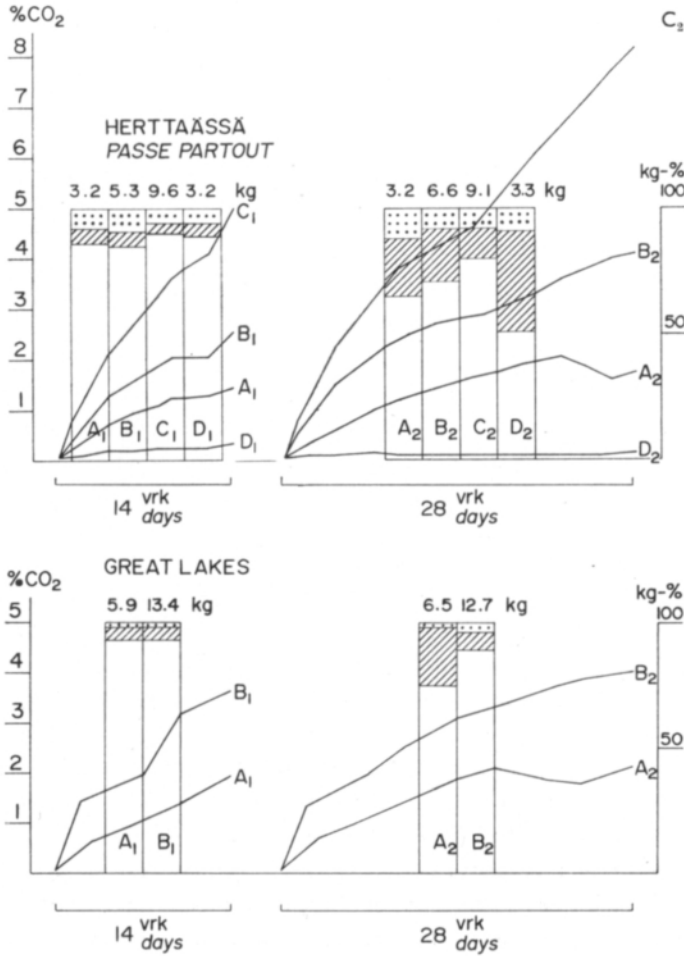 %CO₂ C₂
8
7
HERTTAÄSSÄ
PASSE PARTOUT
6
3.2 5.3 9.6 3.2 kg 3.2 6.6 9.1 3.3 kg kg-%
100
5
C₁
4
B₂
3
B₁ 50
2
A₁ A₂
1
A₁ B₁ C₁ D₁ D₁ A₂ B₂ C₂ D₂ D₂
14 vrk days 28 vrk days
GREAT LAKES
%CO₂ kg-%
5.9 13.4 kg 6.5 12.7 kg
5 100
4
B₁ B₂
3
50
2
A₁ A₂
1
A₁ B₁ A₂ B₂
14 vrk days 28 vrk days